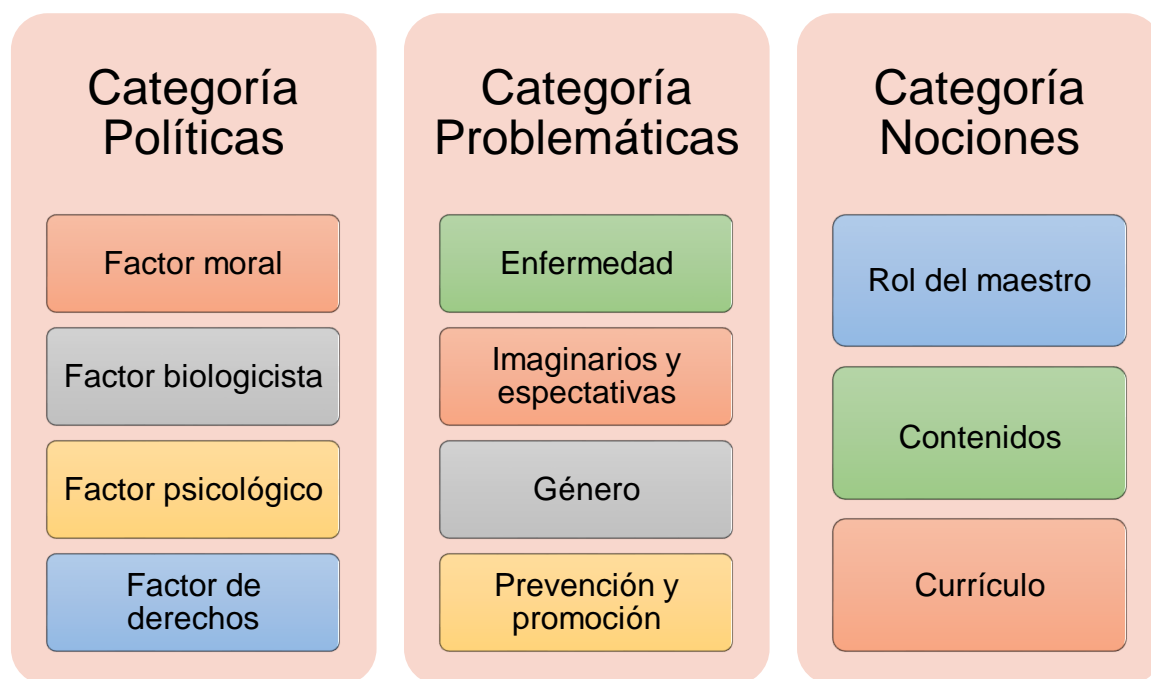 Categoría
Políticas
Factor moral
Factor biologicista
Factor psicológico
Factor de
derechos
Categoría
Problemáticas
Enfermedad
Imaginarios y
espectativas
Género
Prevención y
promoción
Categoría
Nociones
Rol del maestro
Contenidos
Currículo